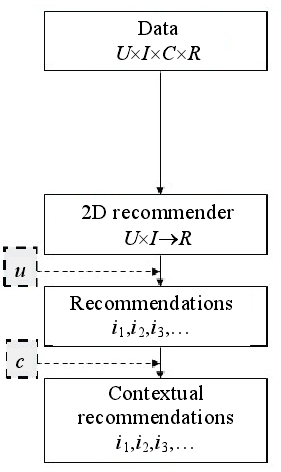 Data
U×I×C×R
2D recommender
U×I→R
u
Recommendations
i₁,i₂,i₃,…
c
Contextual
recommendations
i₁,i₂,i₃,…